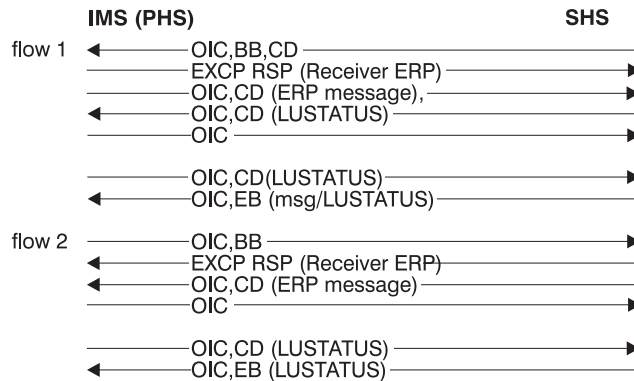 IMS (PHS) SHS
flow 1 OIC,BB,CD
EXCP RSP (Receiver ERP)
OIC,CD (ERP message),
OIC,CD (LUSTATUS)
OIC
OIC,CD(LUSTATUS)
OIC,EB (msg/LUSTATUS)
flow 2 OIC,BB
EXCP RSP (Receiver ERP)
OIC,CD (ERP message)
OIC
OIC,CD (LUSTATUS)
OIC,EB (LUSTATUS)